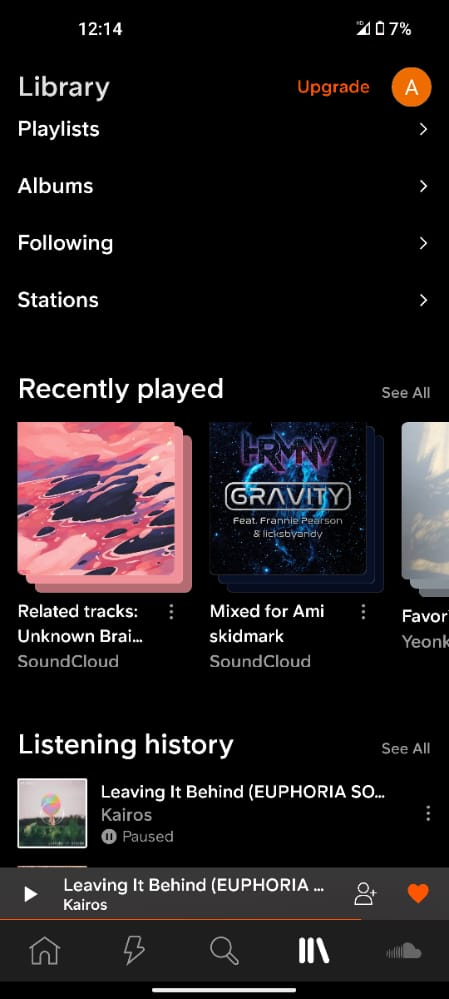 12:14
HD 7%
Library
Upgrade
A
Playlists
Albums
Following
Stations
Recently played
See All
HRMNY
GRAVITY
Feat. Frannie Pearson
& licksbyandy
Related tracks:
Unknown Brai...
SoundCloud
Mixed for Ami
skidmark
SoundCloud
Favor
Yeonk
Listening history
See All
Leaving It Behind (EUPHORIA SO...
Kairos
Paused
Leaving It Behind (EUPHORIA ...
Kairos